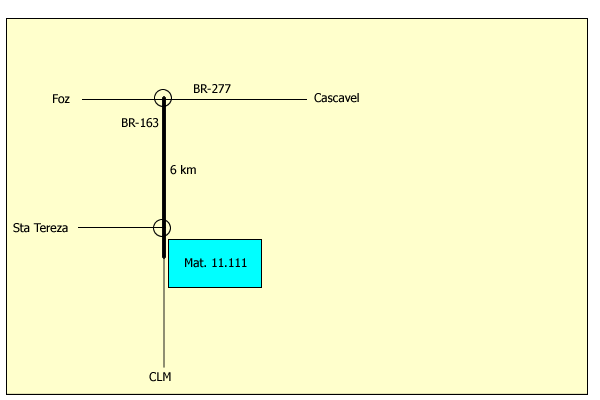 BR-277
Foz
Cascavel
BR-163
6 km
Sta Tereza
Mat. 11.111
CLM